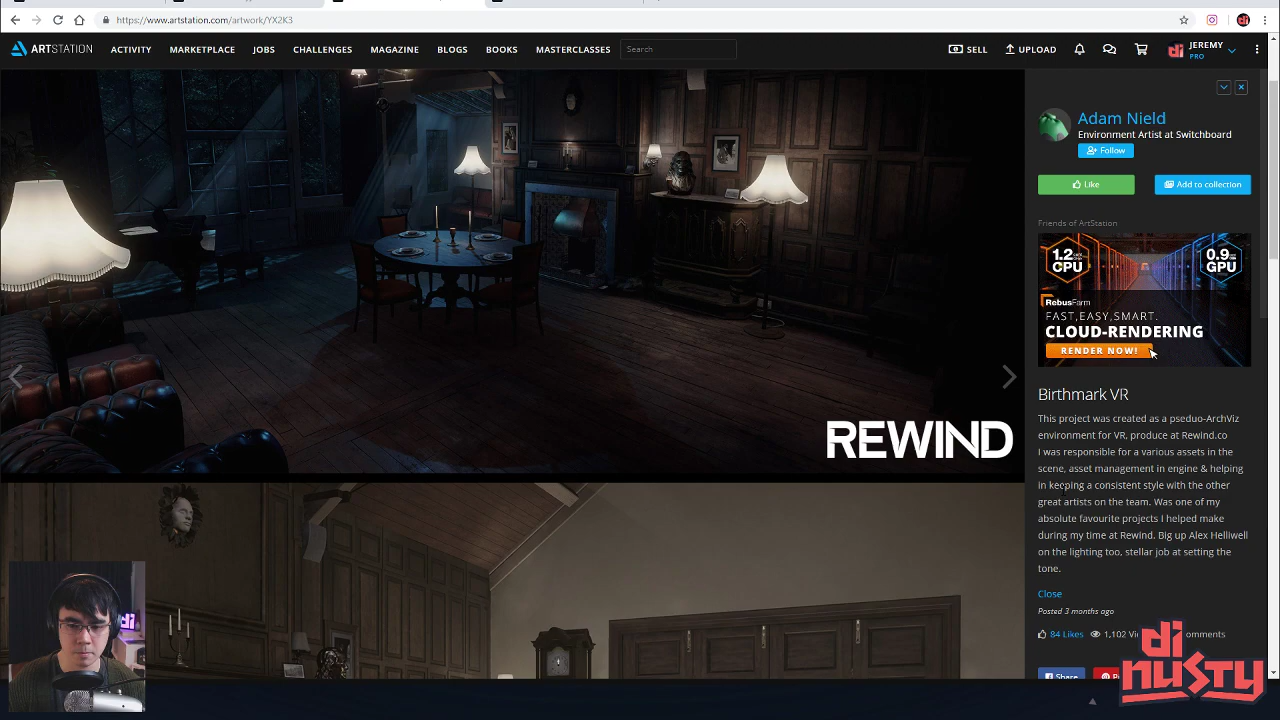 https://www.artstation.com/artwork/YX2K3
ARTSTATION ACTIVITY MARKETPLACE JOBS CHALLENGES MAGAZINE BLOGS BOOKS MASTERCLASSES Search SELL UPLOAD JEREMY
PRO
Adam Nield
Environment Artist at Switchboard
Follow
Like Add to collection
Friends of ArtStation
1.2 CPU 0.9 GPU
RebusFarm
FAST,EASY,SMART.
CLOUD-RENDERING
RENDER NOW!
REWIND
Birthmark VR
This project was created as a pseduo-ArchViz
environment for VR, produce at Rewind.co
I was responsible for a various assets in the
scene, asset management in engine & helping
in keeping a consistent style with the other
great artists on the team. Was one of my
absolute favourite projects I helped make
during my time at Rewind. Big up Alex Helliwell
on the lighting too, stellar job at setting the
tone.
Close
Posted 3 months ago
84 Likes 1,102 Vi omments
Share
di
nusty